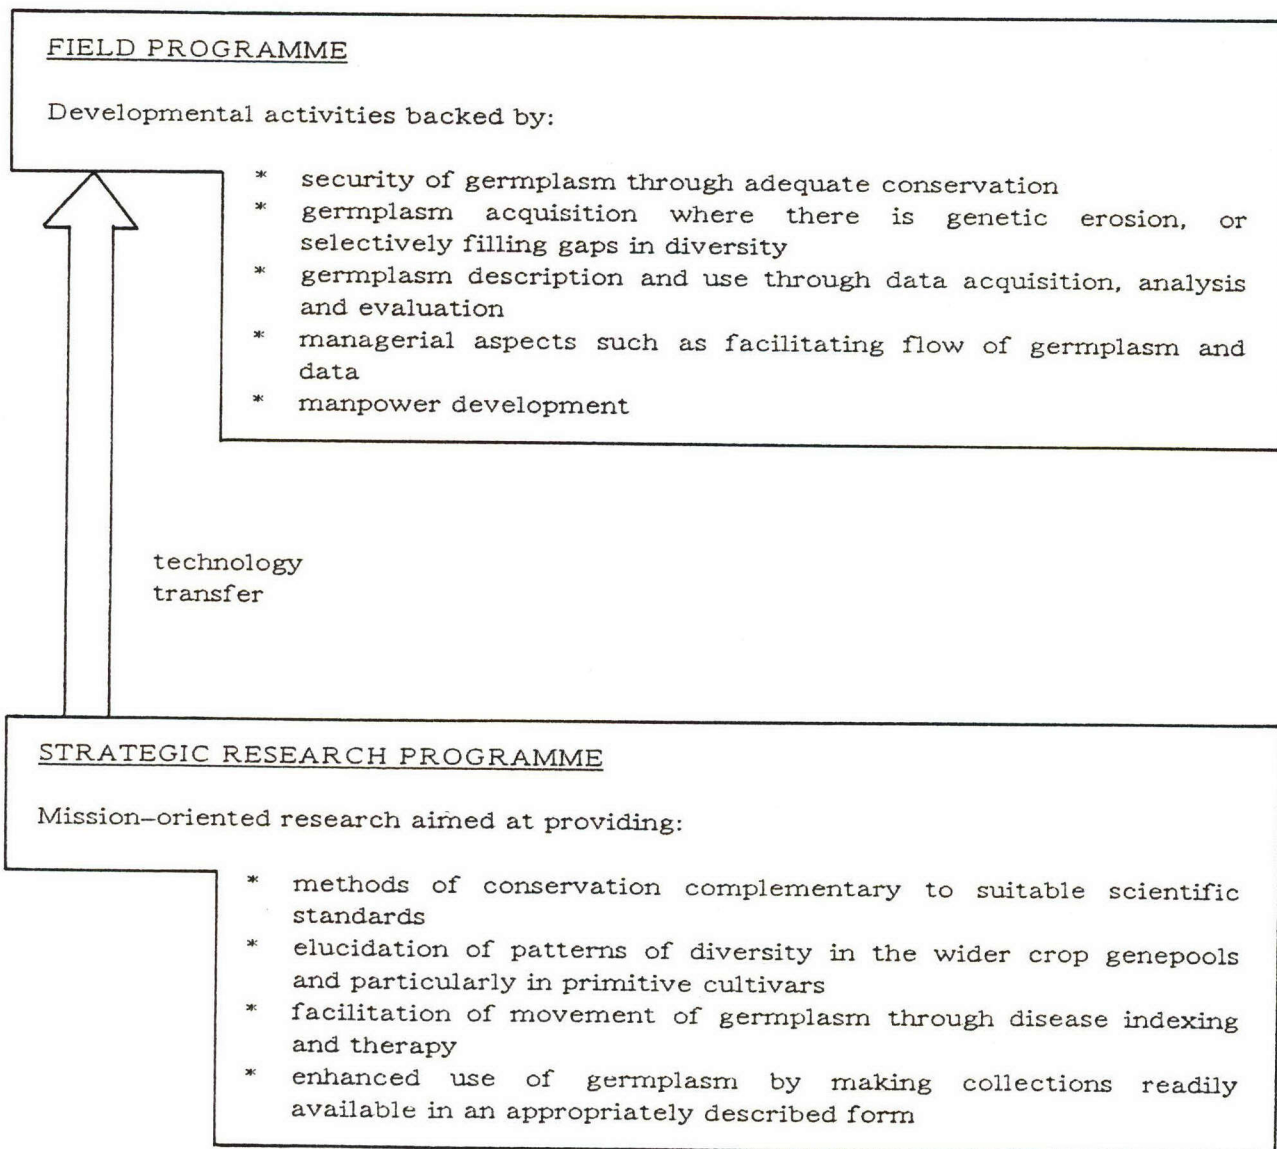 FIELD PROGRAMME
Developmental activities backed by:
* security of germplasm through adequate conservation
* germplasm acquisition where there is genetic erosion, or
selectively filling gaps in diversity
* germplasm description and use through data acquisition, analysis
and evaluation
* managerial aspects such as facilitating flow of germplasm and
data
* manpower development
technology
transfer
STRATEGIC RESEARCH PROGRAMME
Mission-oriented research aimed at providing:
* methods of conservation complementary to suitable scientific
standards
* elucidation of patterns of diversity in the wider crop genepools
and particularly in primitive cultivars
* facilitation of movement of germplasm through disease indexing
and therapy
* enhanced use of germplasm by making collections readily
available in an appropriately described form